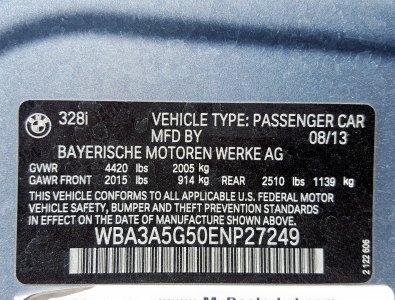 328i VEHICLE TYPE: PASSENGER CAR
MFD BY 08/13
BAYERISCHE MOTOREN WERKE AG
GVWR 4420 lbs 2005 kg
GAWR FRONT 2015 lbs 914 kg REAR 2510 lbs 1139 kg
THIS VEHICLE CONFORMS TO ALL APPLICABLE U.S. FEDERAL MOTOR
VEHICLE SAFETY, BUMPER AND THEFT PREVENTION STANDARDS
IN EFFECT ON THE DATE OF MANUFACTURE SHOWN ABOVE.
WBA3A5G50ENP27249
2 122 606